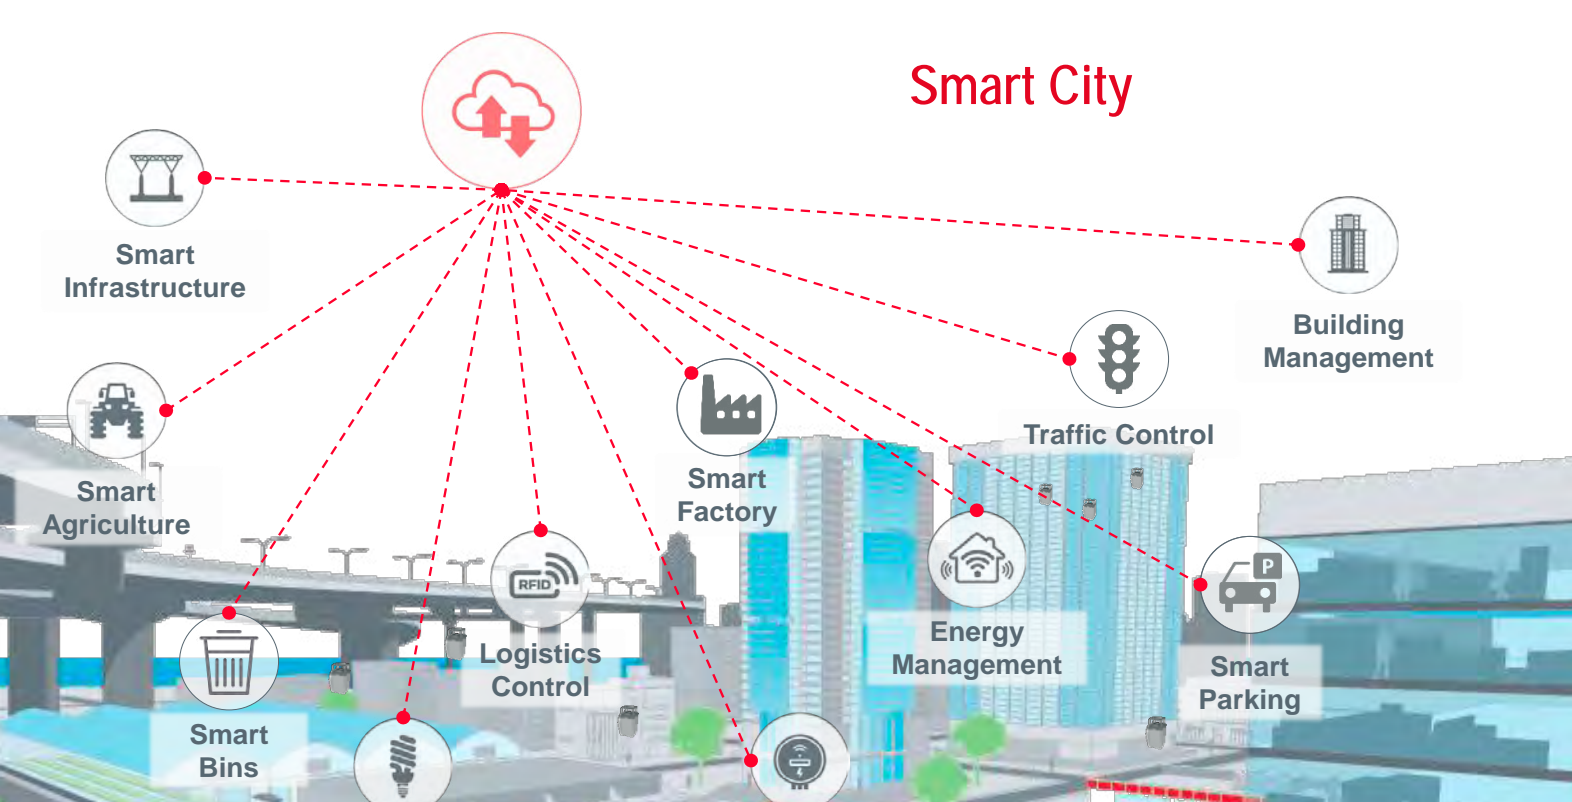 Smart City
Smart
Infrastructure
Building
Management
Traffic Control
Smart
Agriculture
Smart
Factory
RFID
P
Logistics
Control
Energy
Management
Smart
Parking
Smart
Bins